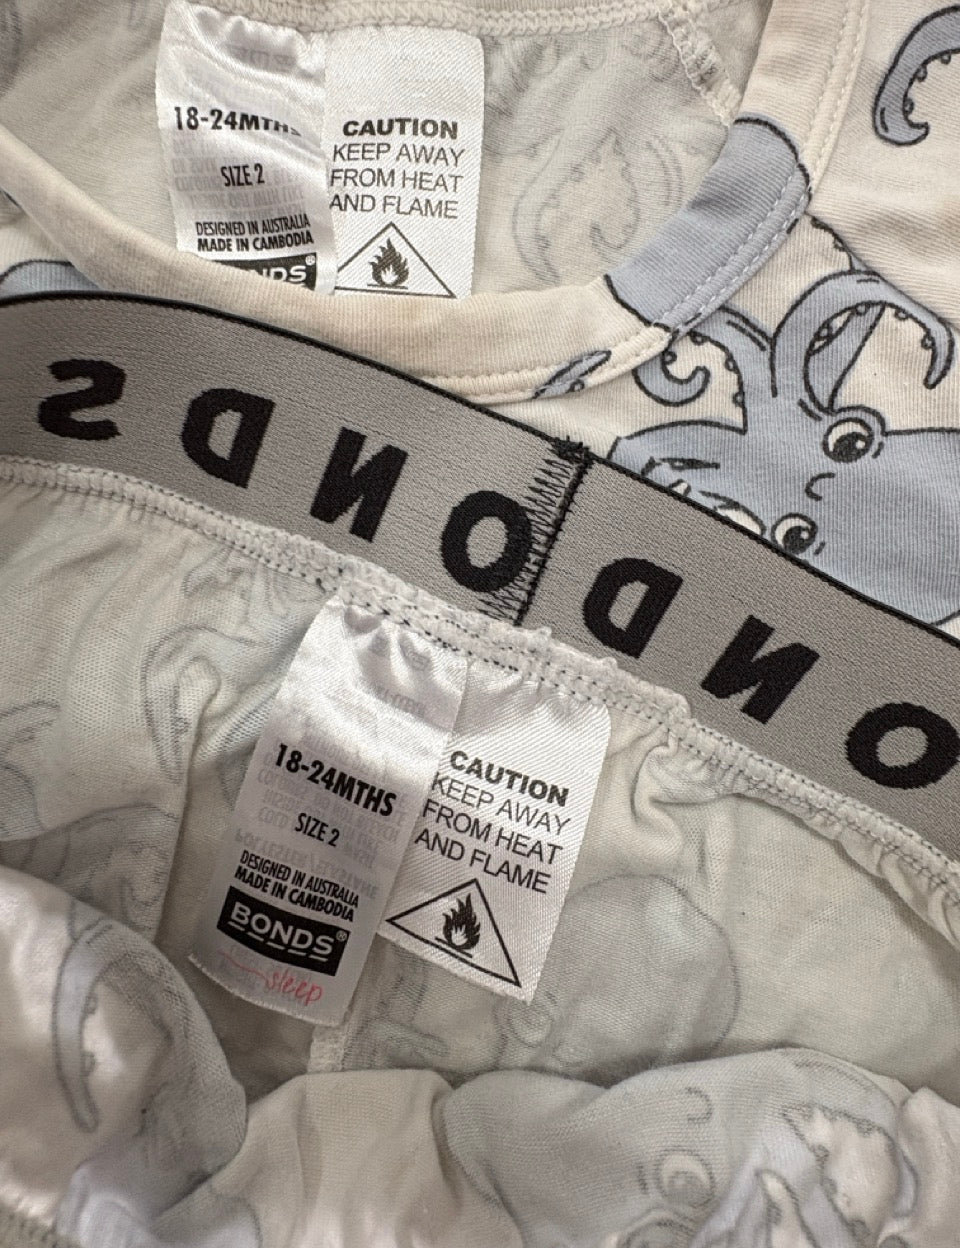 18-24MTHS
SIZE 2
DESIGNED IN AUSTRALIA
MADE IN CAMBODIA
BONDS®
CAUTION
KEEP AWAY
FROM HEAT
AND FLAME
BONDS
OND
18-24MTHS
SIZE 2
DESIGNED IN AUSTRALIA
MADE IN CAMBODIA
BONDS®
sleep
CAUTION
KEEP AWAY
FROM HEAT
AND FLAME